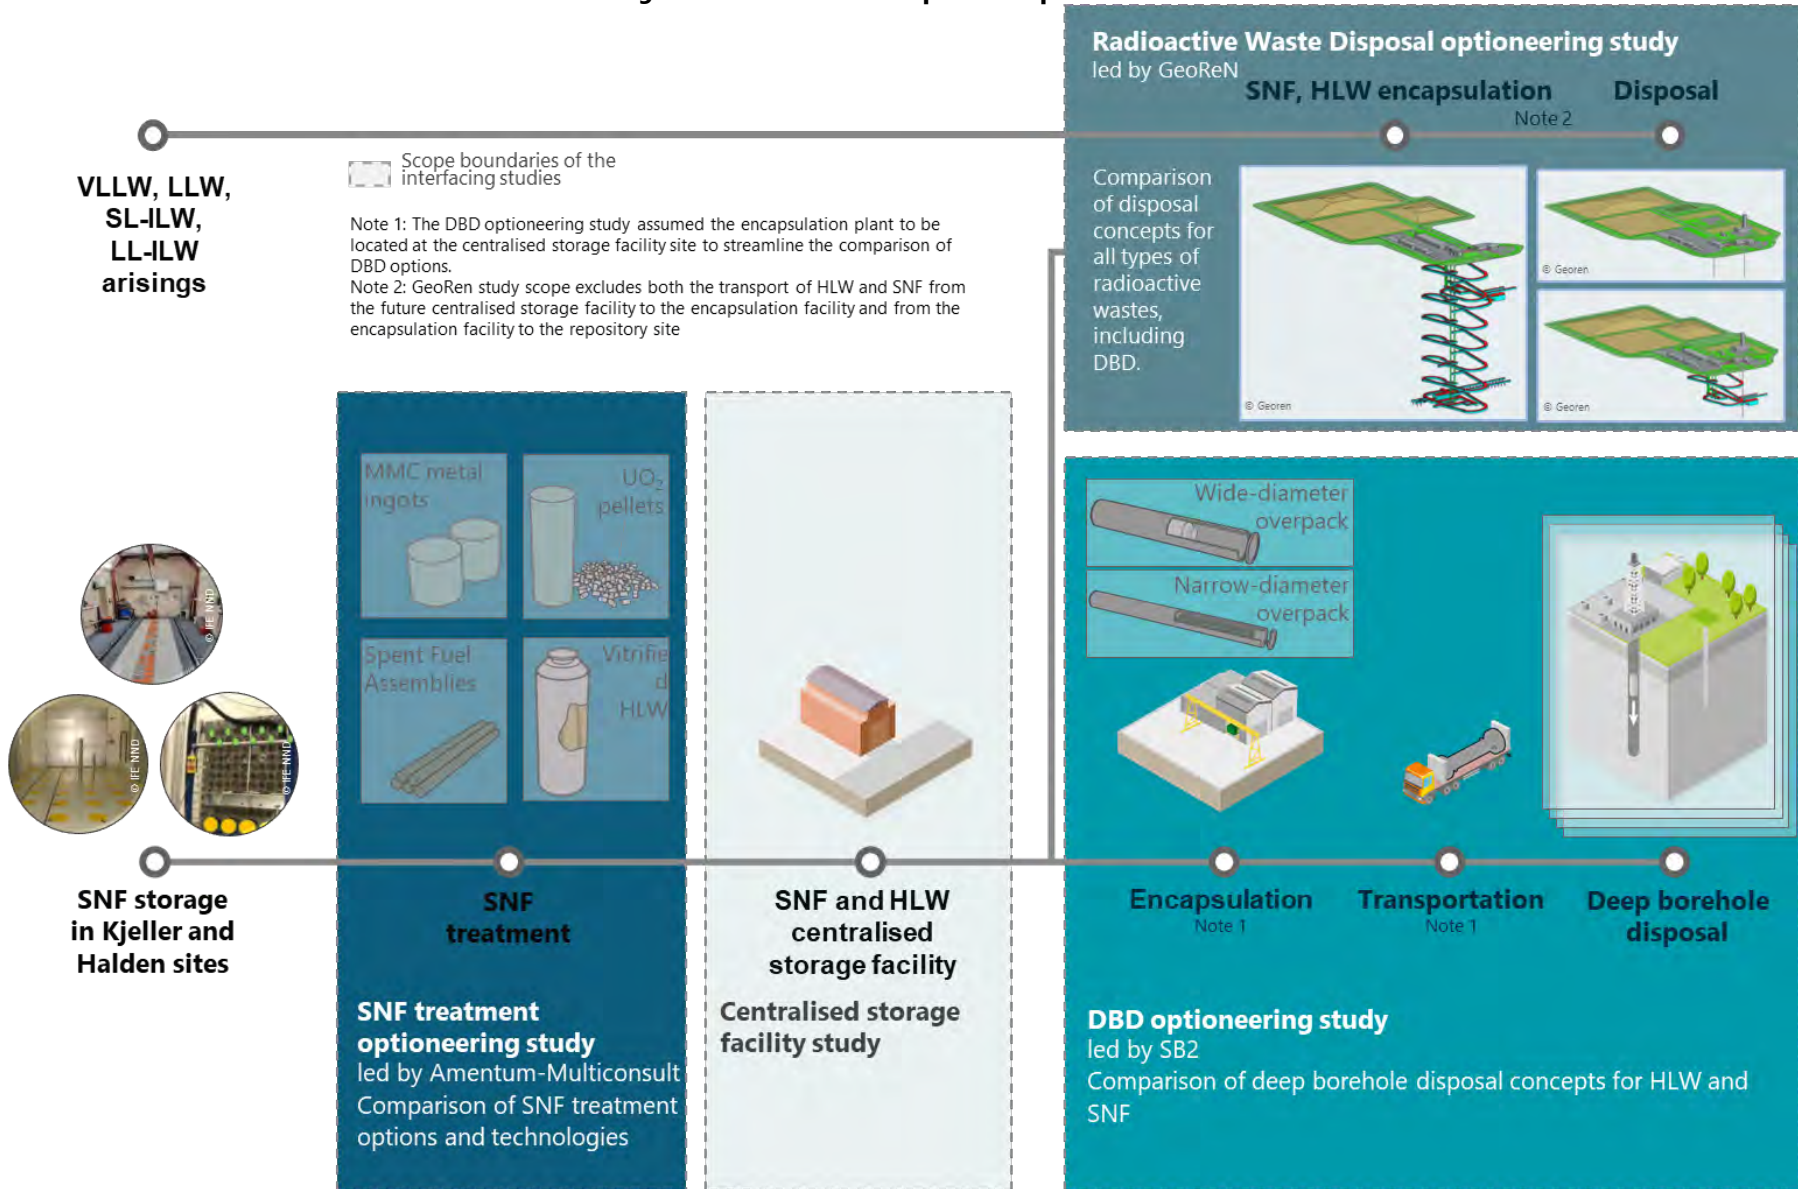 Radioactive Waste Disposal optioneering study
led by GeoReN
SNF, HLW encapsulation
Disposal
Note 2
VLLW, LLW,
SL-ILW,
LL-ILW
arisings
Scope boundaries of the
interfacing studies
Note 1: The DBD optioneering study assumed the encapsulation plant to be
located at the centralised storage facility site to streamline the comparison of
DBD options.
Note 2: GeoRen study scope excludes both the transport of HLW and SNF from
the future centralised storage facility to the encapsulation facility and from the
encapsulation facility to the repository site
Comparison
of disposal
concepts for
all types of
radioactive
wastes,
including
DBD.
© Georen
© Georen
© Georen
MMC metal
ingots
UO₂
pellets
Spent Fuel
Assemblies
Vitrifie
d
HLW
Wide-diameter
overpack
Narrow-diameter
overpack
© IFE NND
© IFE NND
© IFE NND
SNF storage
in Kjeller and
Halden sites
SNF
treatment
SNF and HLW
centralised
storage facility
Encapsulation
Note 1
Transportation
Note 1
Deep borehole
disposal
SNF treatment
optioneering study
led by Amentum-Multiconsult
Comparison of SNF treatment
options and technologies
Centralised storage
facility study
DBD optioneering study
led by SB2
Comparison of deep borehole disposal concepts for HLW and
SNF